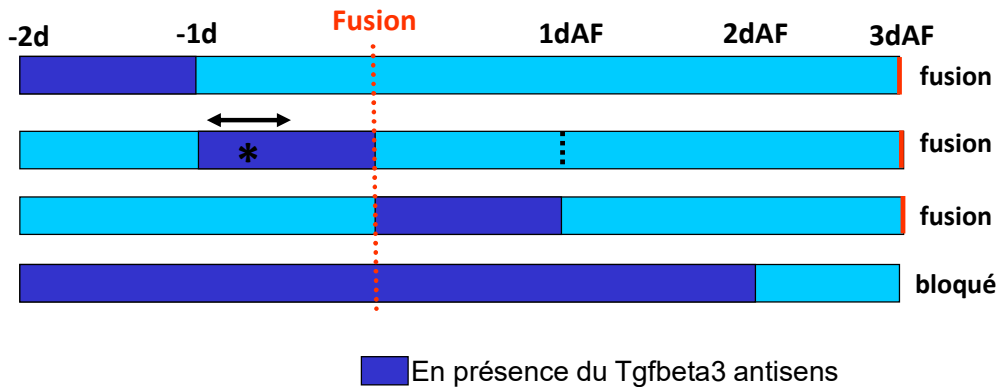 Fusion
-2d -1d 1dAF 2dAF 3dAF
fusion
*
fusion
fusion
bloqué
En présence du Tgfbeta3 antisens